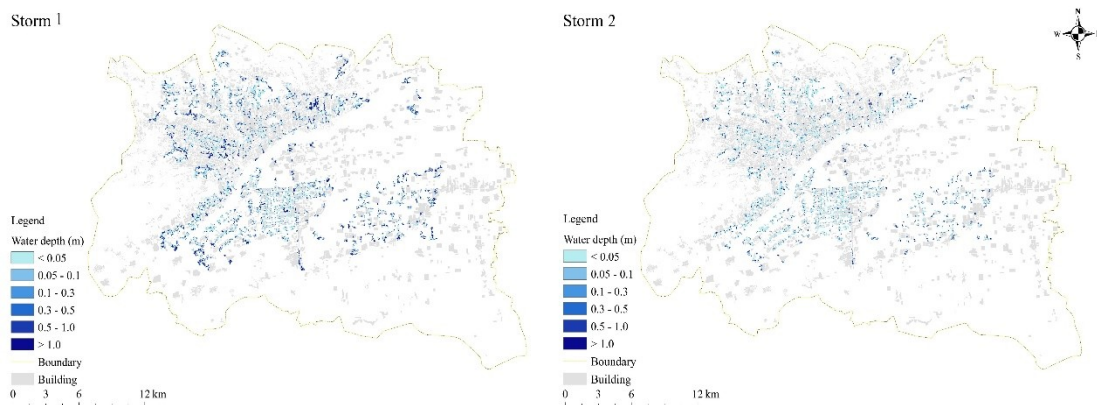 Storm 1
Legend
Water depth (m)
< 0.05
0.05 - 0.1
0.1 - 0.3
0.3 - 0.5
0.5 - 1.0
> 1.0
Boundary
Building
0 3 6 12 km
Storm 2
N
W E
S
Legend
Water depth (m)
< 0.05
0.05 - 0.1
0.1 - 0.3
0.3 - 0.5
0.5 - 1.0
> 1.0
Boundary
Building
0 3 6 12 km